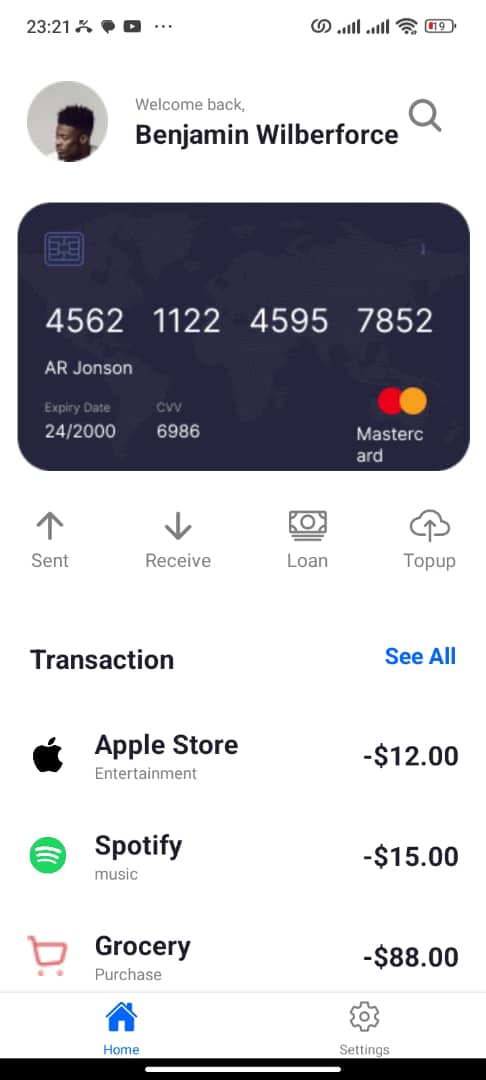 23:21
19
Welcome back,
Benjamin Wilberforce
4562 1122 4595 7852
AR Jonson
Expiry Date CVV
24/2000 6986
Masterc
ard
Sent Receive Loan Topup
Transaction See All
Apple Store
Entertainment
-$12.00
Spotify
music
-$15.00
Grocery
Purchase
-$88.00
Home Settings